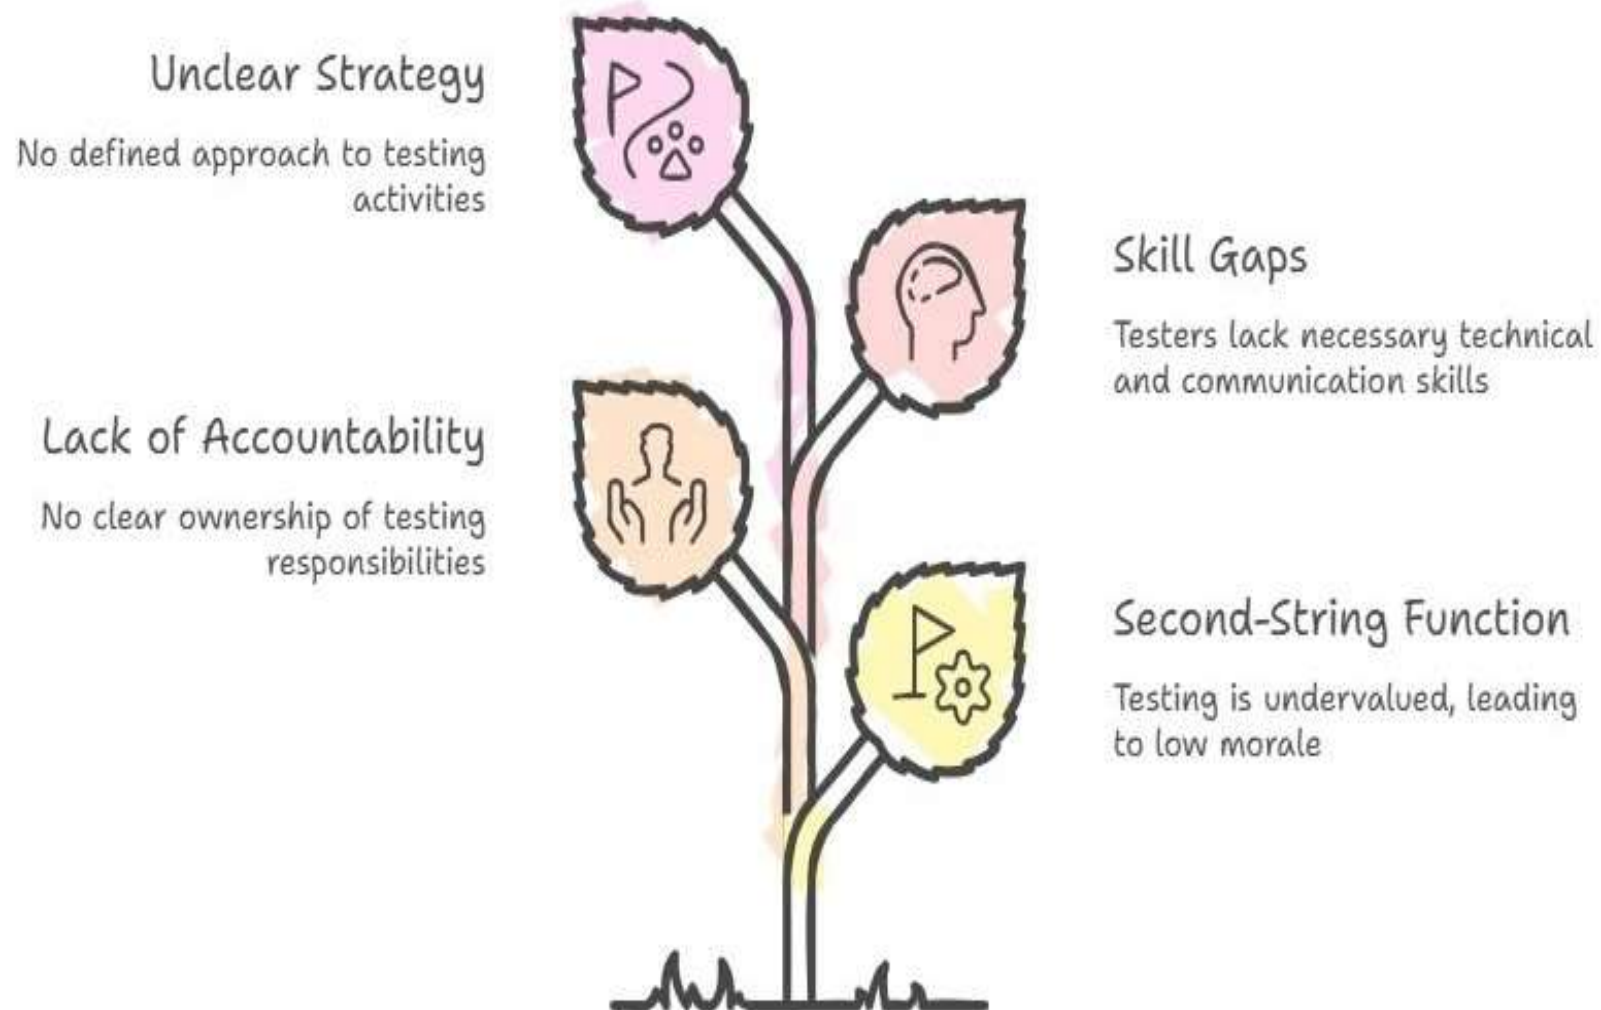 Unclear Strategy
No defined approach to testing
activities
Skill Gaps
Testers lack necessary technical
and communication skills
Lack of Accountability
No clear ownership of testing
responsibilities
Second-String Function
Testing is undervalued, leading
to low morale